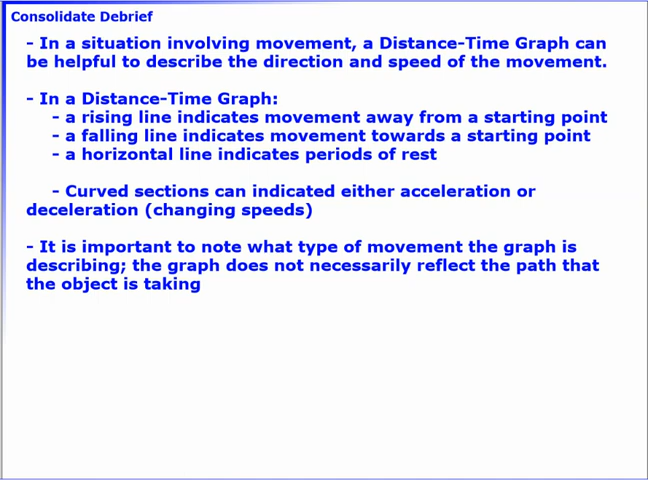 Consolidate Debrief
- In a situation involving movement, a Distance-Time Graph can
be helpful to describe the direction and speed of the movement.
- In a Distance-Time Graph:
- a rising line indicates movement away from a starting point
- a falling line indicates movement towards a starting point
- a horizontal line indicates periods of rest
- Curved sections can indicated either acceleration or
deceleration (changing speeds)
- It is important to note what type of movement the graph is
describing; the graph does not necessarily reflect the path that
the object is taking